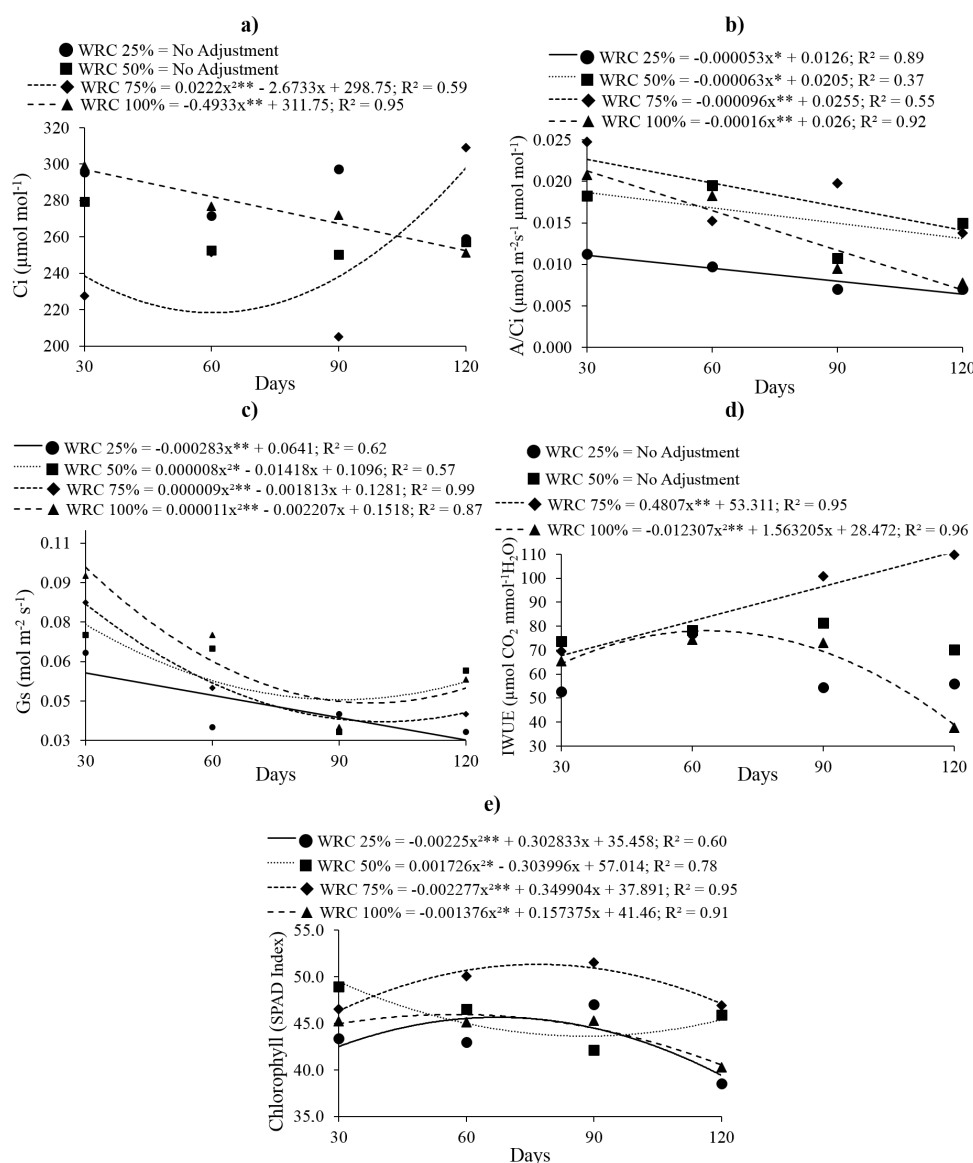 a)
WRC 25% = No Adjustment
WRC 50% = No Adjustment
WRC 75% = 0.0222x²** - 2.6733x + 298.75; R² = 0.59
WRC 100% = -0.4933x** + 311.75; R² = 0.95
Ci (µmol mol⁻¹)
320
300
280
260
240
220
200
30 60 90 120
Days
b)
WRC 25% = -0.000053x* + 0.0126; R² = 0.89
WRC 50% = -0.000063x* + 0.0205; R² = 0.37
WRC 75% = -0.000096x** + 0.0255; R² = 0.55
WRC 100% = -0.00016x** + 0.026; R² = 0.92
A/Ci (µmol m⁻²s⁻¹ µmol mol⁻¹)
0.025
0.020
0.015
0.010
0.005
0.000
30 60 90 120
Days
c)
WRC 25% = -0.000283x** + 0.0641; R² = 0.62
WRC 50% = 0.000008x²* - 0.01418x + 0.1096; R² = 0.57
WRC 75% = 0.000009x²** - 0.001813x + 0.1281; R² = 0.99
WRC 100% = 0.000011x²** - 0.002207x + 0.1518; R² = 0.87
Gs (mol m⁻² s⁻¹)
0.11
0.09
0.08
0.06
0.05
0.03
30 60 90 120
Days
d)
WRC 25% = No Adjustment
WRC 50% = No Adjustment
WRC 75% = 0.4807x** + 53.311; R² = 0.95
WRC 100% = -0.012307x²** + 1.563205x + 28.472; R² = 0.96
IWUE (µmol CO₂ mmol⁻¹H₂O)
110
100
90
80
70
60
50
40
30
30 60 90 120
Days
e)
WRC 25% = -0.00225x²** + 0.302833x + 35.458; R² = 0.60
WRC 50% = 0.001726x²* - 0.303996x + 57.014; R² = 0.78
WRC 75% = -0.002277x²** + 0.349904x + 37.891; R² = 0.95
WRC 100% = -0.001376x²* + 0.157375x + 41.46; R² = 0.91
Chlorophyll (SPAD Index)
55.0
50.0
45.0
40.0
35.0
30 60 90 120
Days